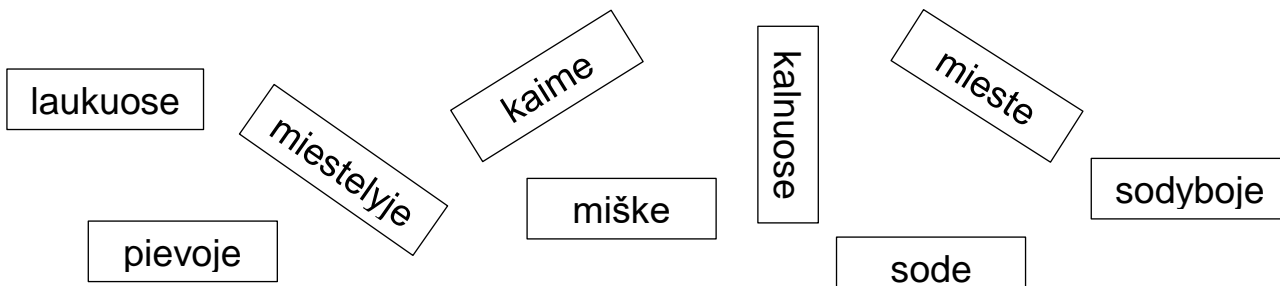 laukuose
miestelyje
kaime
kalnuose
mieste
pievoje
miške
sode
sodyboje